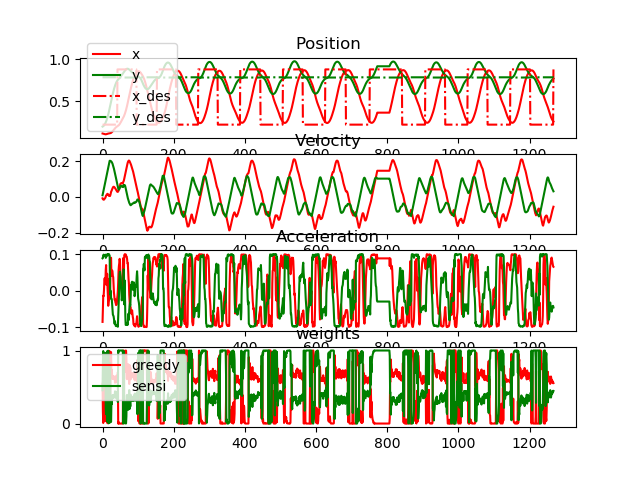 Position
1.0
0.5
x
y
x_des
y_des
0 200 400 600 800 1000 1200
Velocity
0.2
0.0
−0.2
0 200 400 600 800 1000 1200
Acceleration
0.1
0.0
−0.1
0 200 400 600 800 1000 1200
weights
1
0
greedy
sensi
0 200 400 600 800 1000 1200